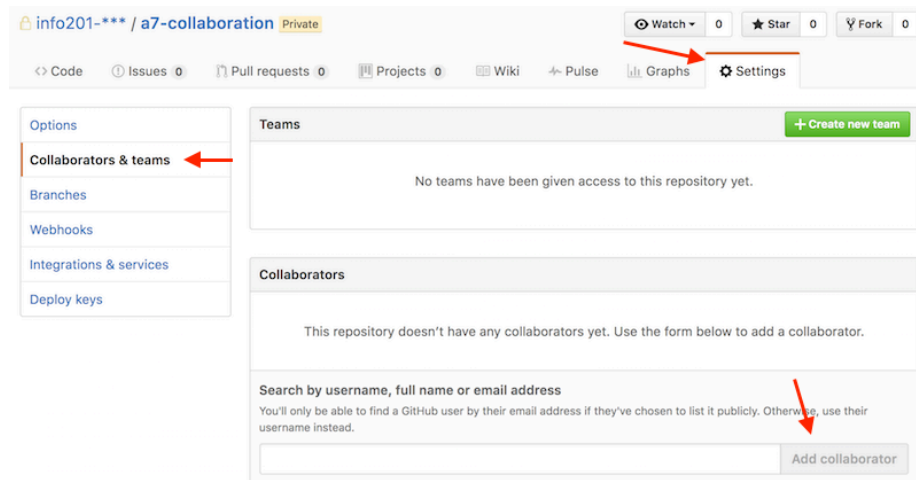 info201-*** / a7-collaboration Private
Watch 0 Star 0 Fork 0
Code Issues 0 Pull requests 0 Projects 0 Wiki Pulse Graphs Settings
Options
Collaborators & teams
Branches
Webhooks
Integrations & services
Deploy keys
Teams
+ Create new team
No teams have been given access to this repository yet.
Collaborators
This repository doesn't have any collaborators yet. Use the form below to add a collaborator.
Search by username, full name or email address
You'll only be able to find a GitHub user by their email address if they've chosen to list it publicly. Otherwise, use their
username instead.
Add collaborator